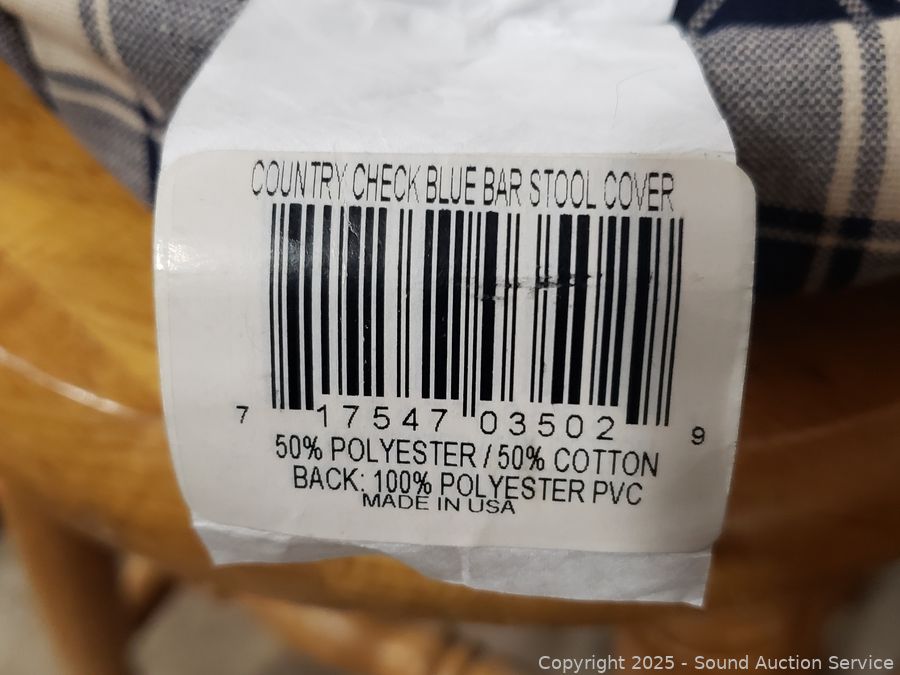 COUNTRY CHECK BLUE BAR STOOL COVER
7 17547 03502 9
50% POLYESTER / 50% COTTON
BACK: 100% POLYESTER PVC
MADE IN USA
Copyright © 2025 - Sound Auction Service